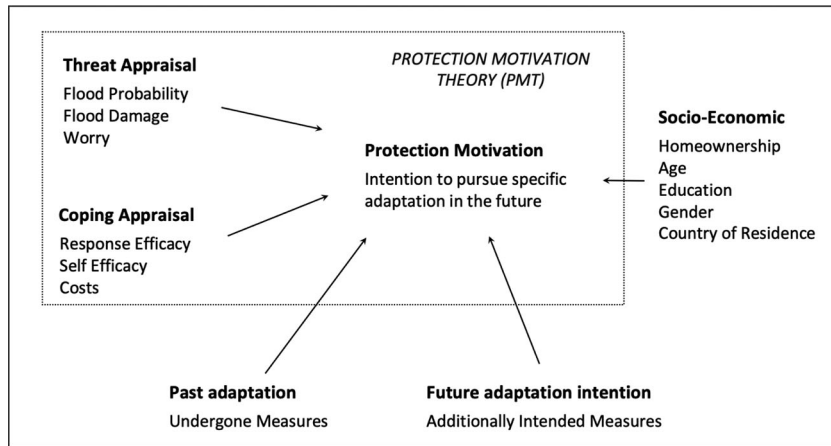 PROTECTION MOTIVATION
THEORY (PMT)
Threat Appraisal
Flood Probability
Flood Damage
Worry
Protection Motivation
Intention to pursue specific
adaptation in the future
Coping Appraisal
Response Efficacy
Self Efficacy
Costs
Socio-Economic
Homeownership
Age
Education
Gender
Country of Residence
Past adaptation
Undergone Measures
Future adaptation intention
Additionally Intended Measures